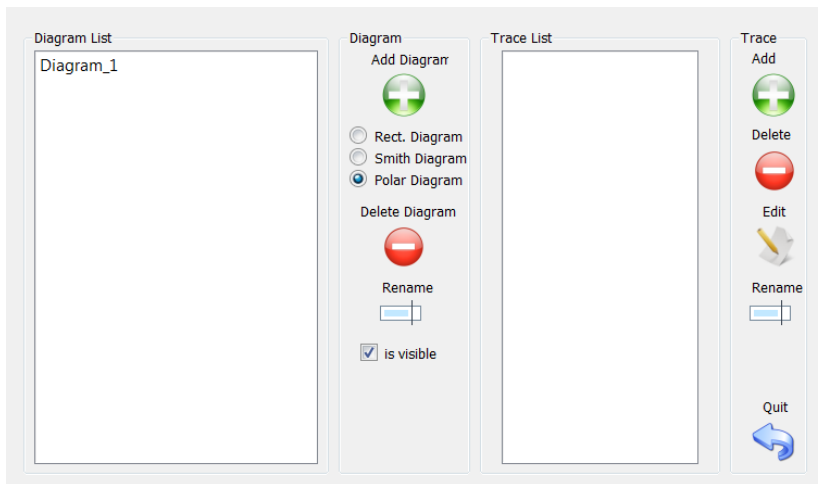 Diagram List
Diagram_1
Diagram
Add Diagram
Rect. Diagram
Smith Diagram
Polar Diagram
Delete Diagram
Rename
is visible
Trace List
Trace
Add
Delete
Edit
Rename
Quit